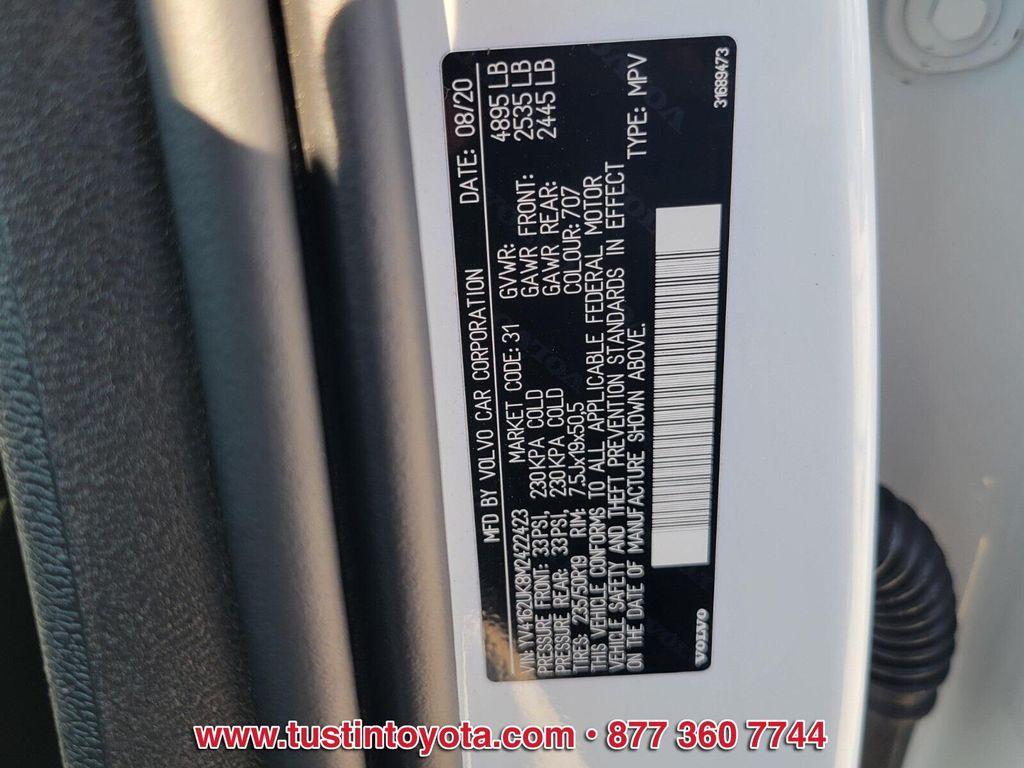 MFD BY VOLVO CAR CORPORATION DATE: 08/20
VIN: YV4162UK8M2422423 MARKET CODE: 31 GVWR: 4895 LB
PRESSURE FRONT: 33PSI, 230KPA COLD GAWR FRONT: 2535 LB
PRESSURE REAR: 33PSI, 230KPA COLD GAWR REAR: 2445 LB
TIRES: 235/50R19 RIM: 7,5Jx19x50,5 COLOUR: 707
THIS VEHICLE CONFORMS TO ALL APPLICABLE FEDERAL MOTOR
VEHICLE SAFETY AND THEFT PREVENTION STANDARDS IN EFFECT
ON THE DATE OF MANUFACTURE SHOWN ABOVE. TYPE: MPV
VOLVO
31689473
www.tustintoyota.com • 877 360 7744